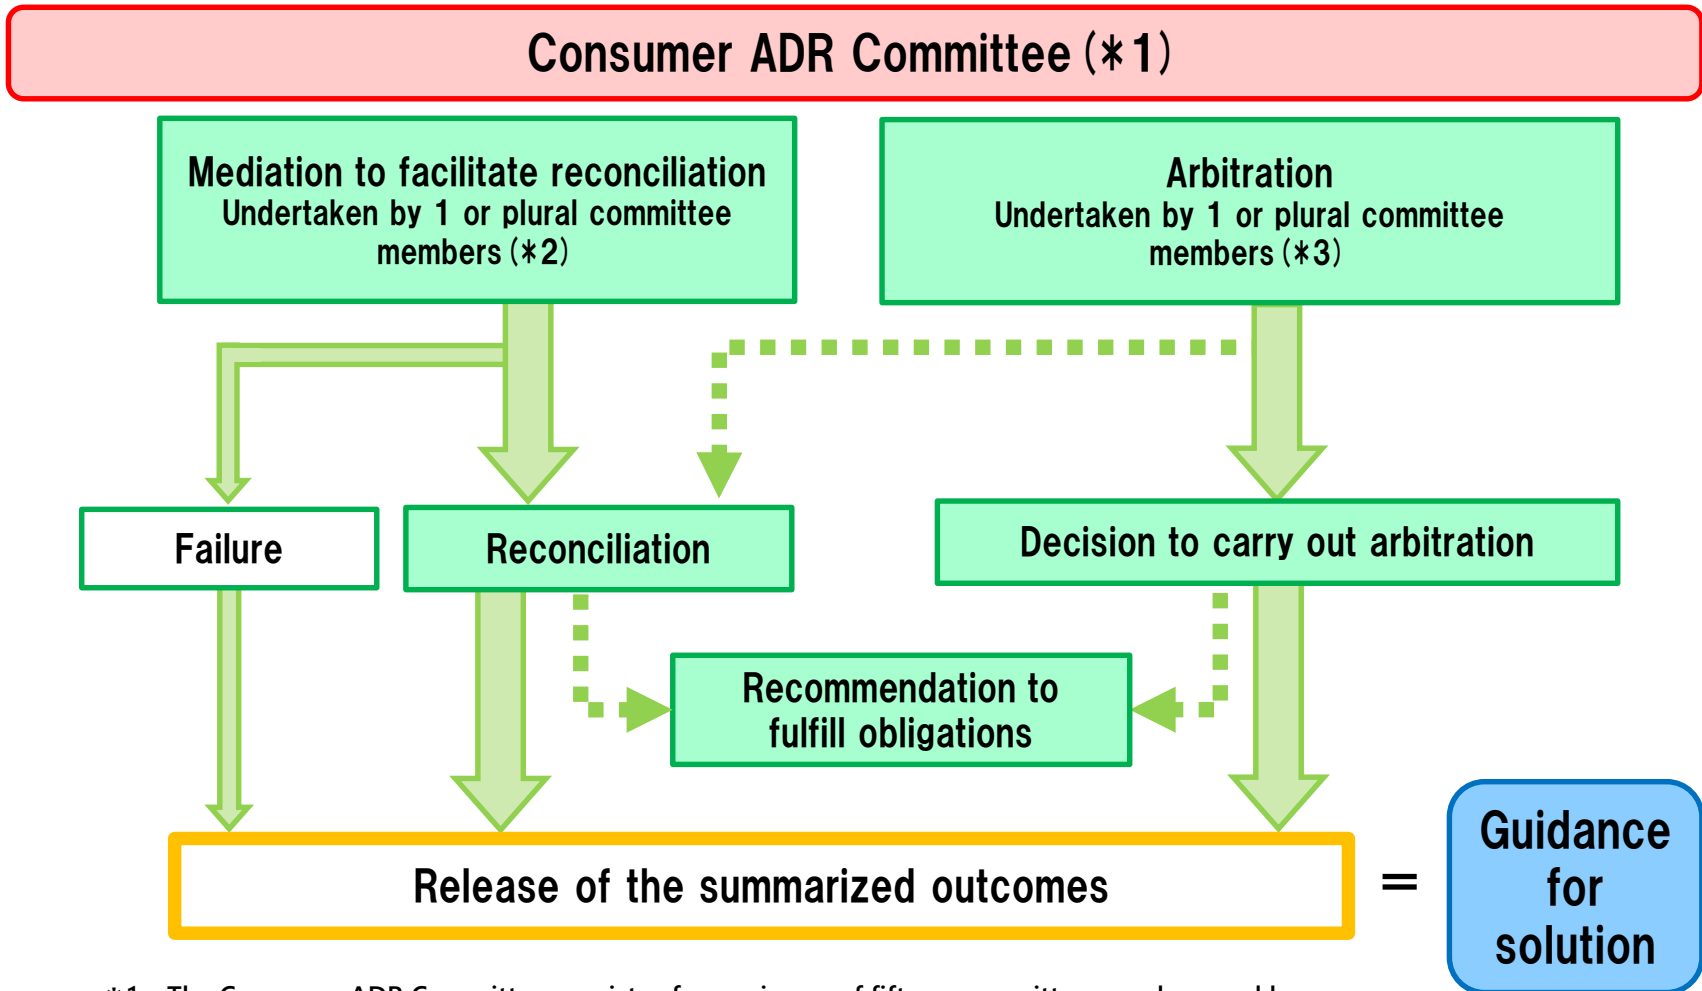 Consumer ADR Committee (*1)
Mediation to facilitate reconciliation
Undertaken by 1 or plural committee
members (*2)
Arbitration
Undertaken by 1 or plural committee
members (*3)
Failure
Reconciliation
Decision to carry out arbitration
Recommendation to
fulfill obligations
Release of the summarized outcomes
=
Guidance
for
solution